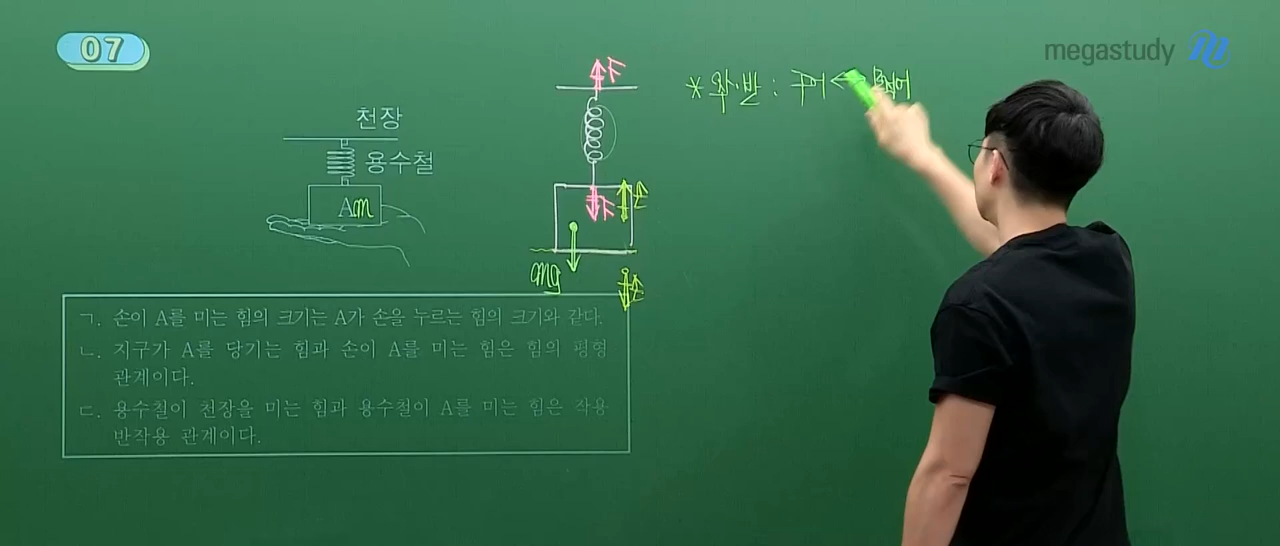 07
megastudy
천장
용수철
Am
F
F
mg
* 작·반 : 주어
ㄱ. 손이 A를 미는 힘의 크기는 A가 손을 누르는 힘의 크기와 같다.
ㄴ. 지구가 A를 당기는 힘과 손이 A를 미는 힘은 힘의 평형
관계이다.
ㄷ. 용수철이 천장을 미는 힘과 용수철이 A를 미는 힘은 작용
반작용 관계이다.